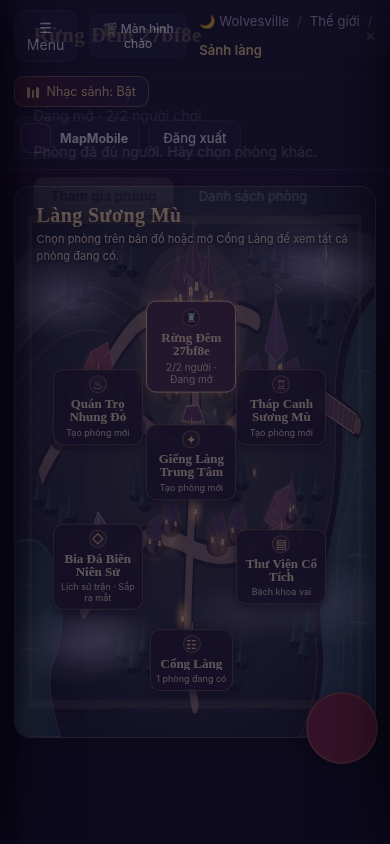 ☰
Menu
Màn hình
chào
🌙 Wolvesville / Thế giới /
Sảnh làng
Rừng Đêm 27bf8e
×
Nhạc sảnh: Bật
Đang mở · 2/2 người chơi
MapMobile
Đăng xuất
Phòng đã đủ người. Hãy chọn phòng khác.
Tham gia phòng
Danh sách phòng
Làng Sương Mù
Chọn phòng trên bản đồ hoặc mở Cổng Làng để xem tất cả
phòng đang có.
Rừng Đêm
27bf8e
2/2 người ·
Đang mở
Quán Trọ
Nhung Đỏ
Tạo phòng mới
Tháp Canh
Sương Mù
Tạo phòng mới
Giếng Làng
Trung Tâm
Tạo phòng mới
Bia Đá Biên
Niên Sử
Lịch sử trận · Sắp
ra mắt
Thư Viện Cổ
Tích
Bách khoa vai
Cổng Làng
1 phòng đang có